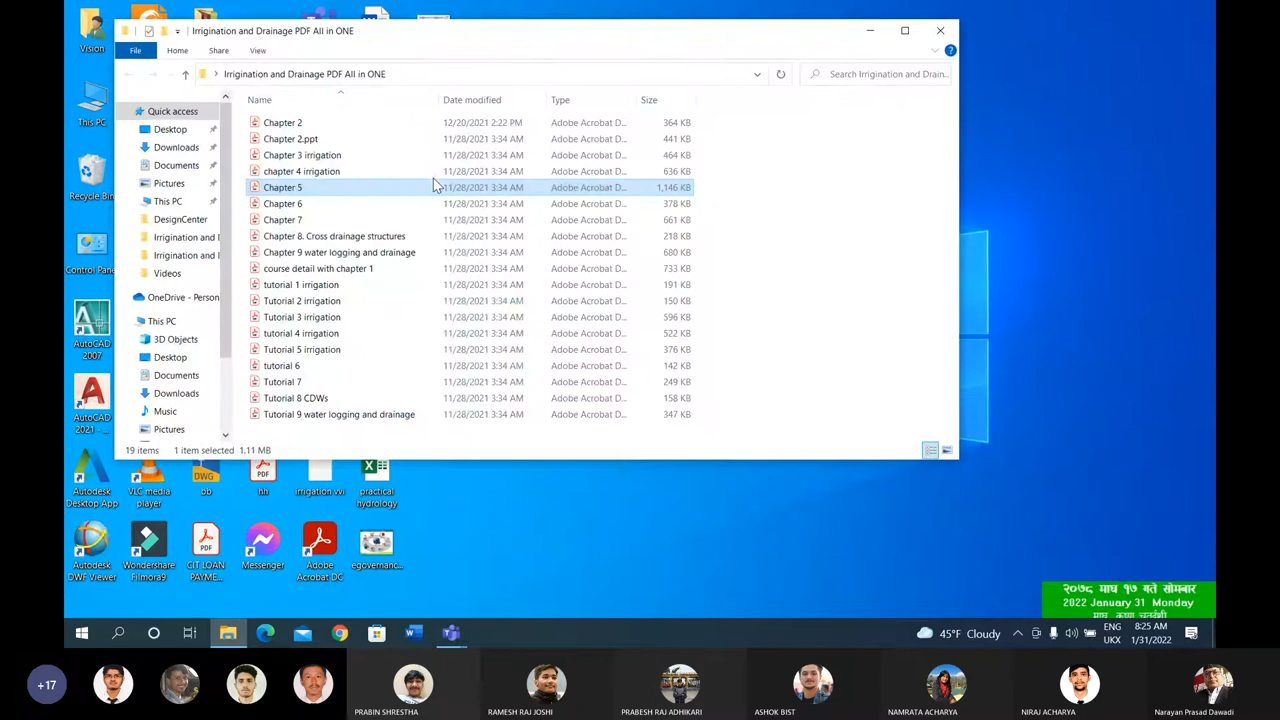 Vision
Irrigination and Drainage PDF All in ONE
File
Home
Share
View
Irrigination and Drainage PDF All in ONE
Search Irrigination and Drain...
Name
Date modified
Type
Size
Quick access
Desktop
Downloads
Documents
Pictures
This PC
DesignCenter
Irrigination and I
Irrigination and I
Videos
OneDrive - Person
This PC
3D Objects
Desktop
Documents
Downloads
Music
Pictures
Chapter 2 12/20/2021 2:22 PM Adobe Acrobat D... 364 KB
Chapter 2.ppt 11/28/2021 3:34 AM Adobe Acrobat D... 441 KB
Chapter 3 irrigation 11/28/2021 3:34 AM Adobe Acrobat D... 464 KB
chapter 4 irrigation 11/28/2021 3:34 AM Adobe Acrobat D... 636 KB
Chapter 5 11/28/2021 3:34 AM Adobe Acrobat D... 1,146 KB
Chapter 6 11/28/2021 3:34 AM Adobe Acrobat D... 378 KB
Chapter 7 11/28/2021 3:34 AM Adobe Acrobat D... 661 KB
Chapter 8. Cross drainage structures 11/28/2021 3:34 AM Adobe Acrobat D... 218 KB
Chapter 9 water logging and drainage 11/28/2021 3:34 AM Adobe Acrobat D... 680 KB
course detail with chapter 1 11/28/2021 3:34 AM Adobe Acrobat D... 733 KB
tutorial 1 irrigation 11/28/2021 3:34 AM Adobe Acrobat D... 191 KB
Tutorial 2 irrigation 11/28/2021 3:34 AM Adobe Acrobat D... 150 KB
Tutorial 3 irrigation 11/28/2021 3:34 AM Adobe Acrobat D... 596 KB
tutorial 4 irrigation 11/28/2021 3:34 AM Adobe Acrobat D... 522 KB
Tutorial 5 irrigation 11/28/2021 3:34 AM Adobe Acrobat D... 376 KB
tutorial 6 11/28/2021 3:34 AM Adobe Acrobat D... 142 KB
Tutorial 7 11/28/2021 3:34 AM Adobe Acrobat D... 249 KB
Tutorial 8 CDWs 11/28/2021 3:34 AM Adobe Acrobat D... 158 KB
Tutorial 9 water logging and drainage 11/28/2021 3:34 AM Adobe Acrobat D... 347 KB
19 items 1 item selected 1.11 MB
This PC
Recycle Bin
Control Pane
AutoCAD
2007
AutoCAD
2021 - ...
Autodesk
Desktop App
VLC media
player
DWG
bb
PDF
hh
irrigation vvi
practical
hydrology
Autodesk
DWF Viewer
Wondershare
Filmora9
PDF
CIT LOAN
PAYME...
Messenger
Adobe
Acrobat DC
egovernanc...
२०७८ माघ १७ गते सोमबार
2022 January 31 Monday
माघ कृष्ण चतुर्दशी
45°F Cloudy
ENG
UKX
8:25 AM
1/31/2022
+17
PRABIN SHRESTHA
RAMESH RAJ JOSHI
PRABESH RAJ ADHIKARI
ASHOK BIST
NAMRATA ACHARYA
NIRAJ ACHARYA
Narayan Prasad Dawadi